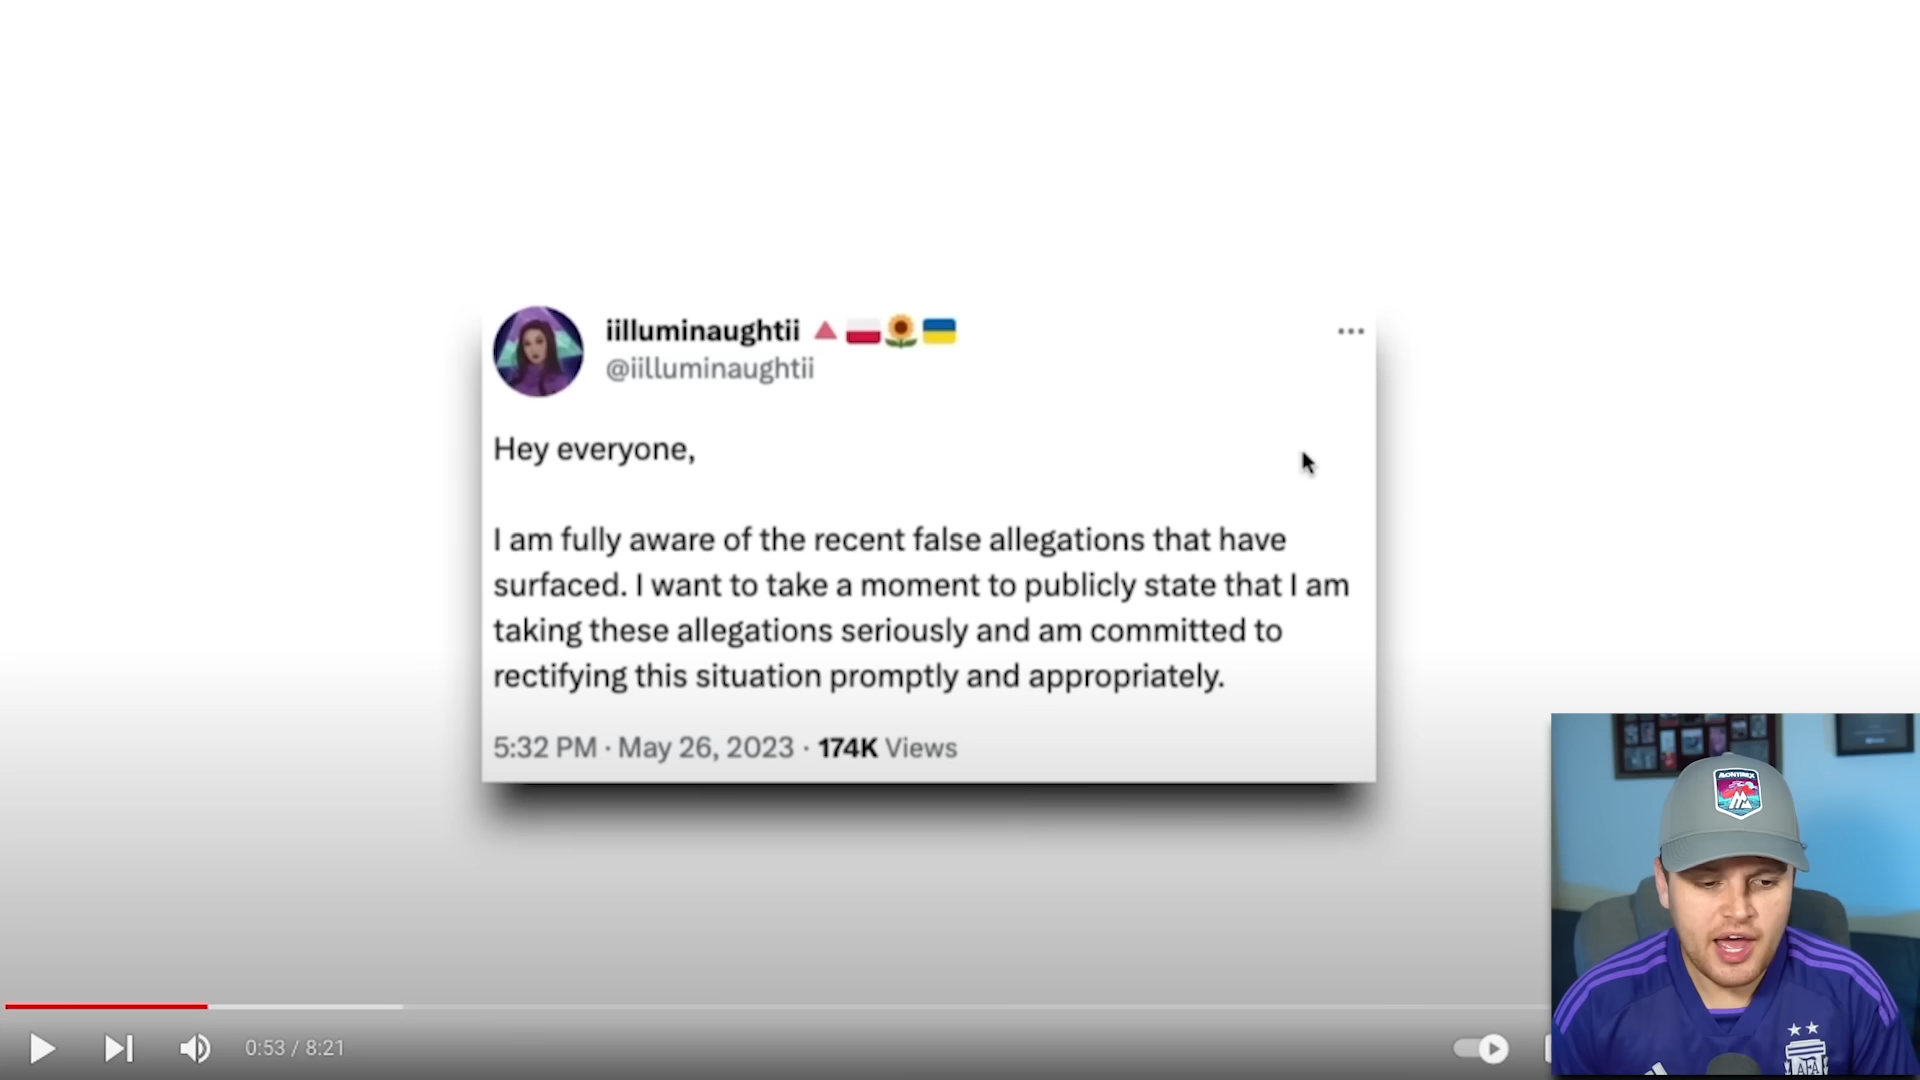 iilluminaughtii
@iilluminaughtii
Hey everyone,
I am fully aware of the recent false allegations that have
surfaced. I want to take a moment to publicly state that I am
taking these allegations seriously and am committed to
rectifying this situation promptly and appropriately.
5:32 PM · May 26, 2023 · 174K Views
0:53 / 8:21
MONTIREX
AFA